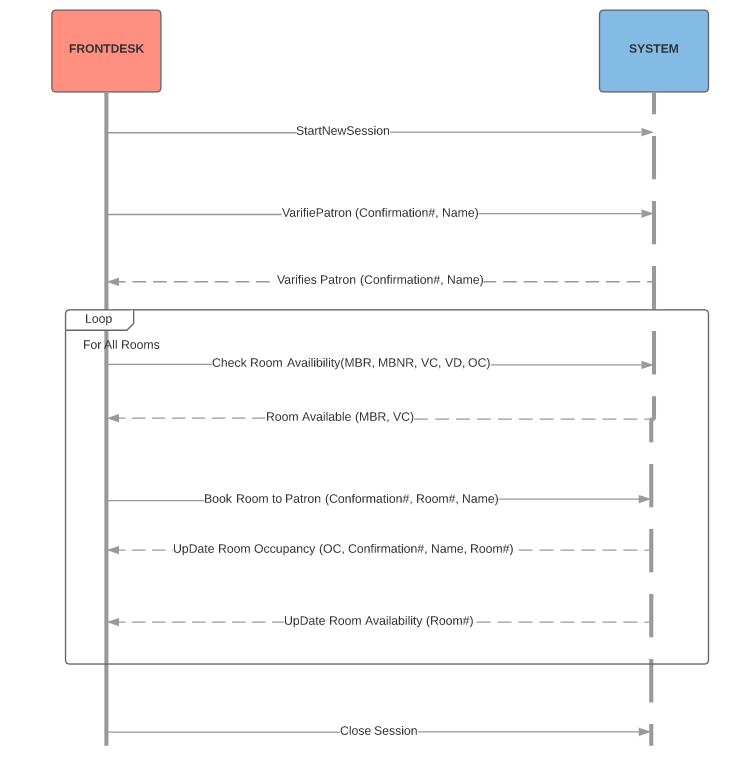 FRONTDESK
SYSTEM
StartNewSession
VarifiePatron (Confirmation#, Name)
Varifies Patron (Confirmation#, Name)
Loop
For All Rooms
Check Room Availibility(MBR, MBNR, VC, VD, OC)
Room Available (MBR, VC)
Book Room to Patron (Conformation#, Room#, Name)
UpDate Room Occupancy (OC, Confirmation#, Name, Room#)
UpDate Room Availability (Room#)
Close Session